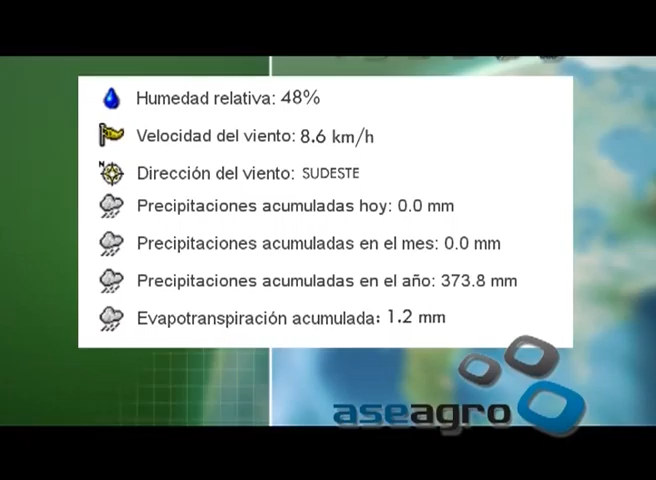 Humedad relativa: 48%
Velocidad del viento: 8.6 km/h
N
Dirección del viento: SUDESTE
Precipitaciones acumuladas hoy: 0.0 mm
Precipitaciones acumuladas en el mes: 0.0 mm
Precipitaciones acumuladas en el año: 373.8 mm
Evapotranspiración acumulada: 1.2 mm
aseagro